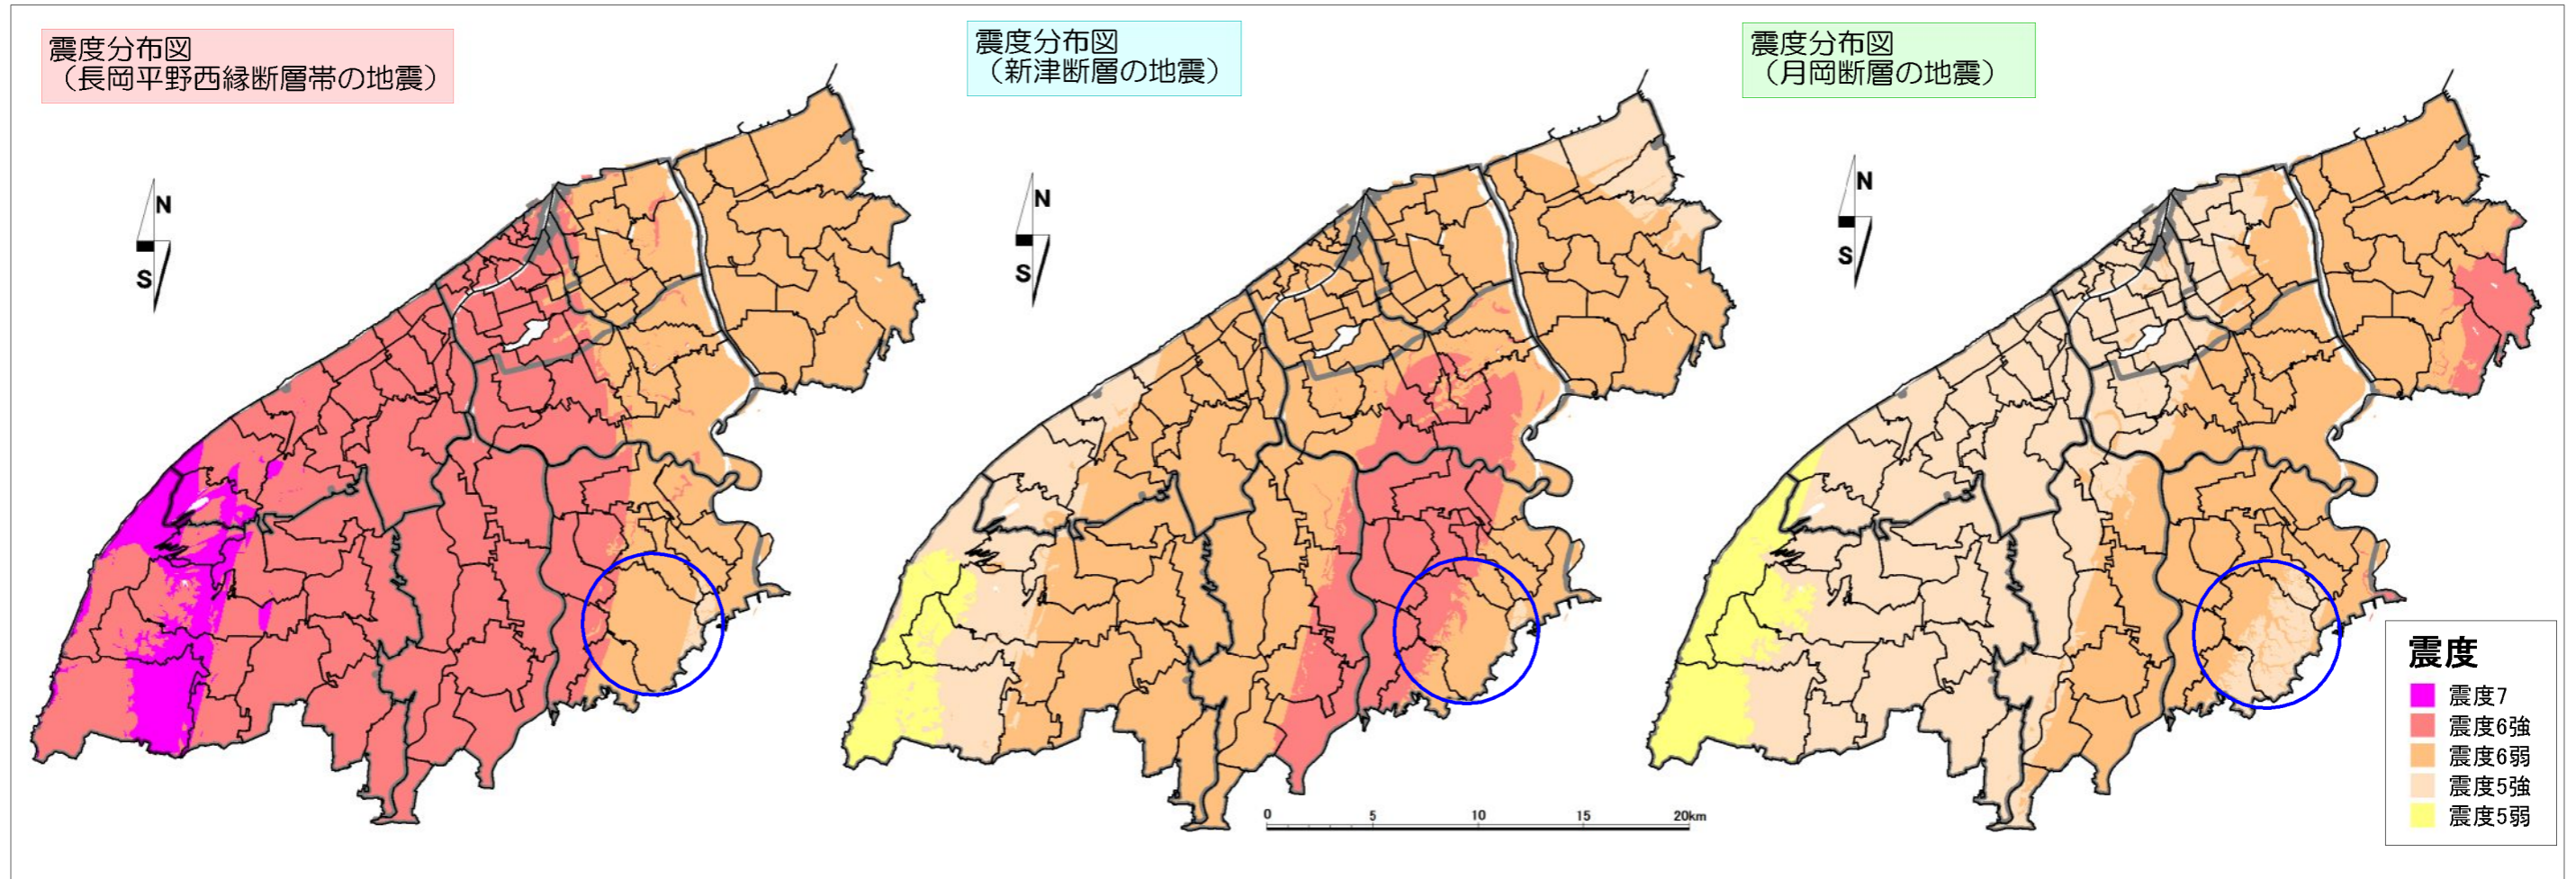 震度分布図
（長岡平野西縁断層帯の地震）
震度分布図
（新津断層の地震）
震度分布図
（月岡断層の地震）
N
S
N
S
N
S
0 5 10 15 20km
震度
震度7
震度6強
震度6弱
震度5強
震度5弱